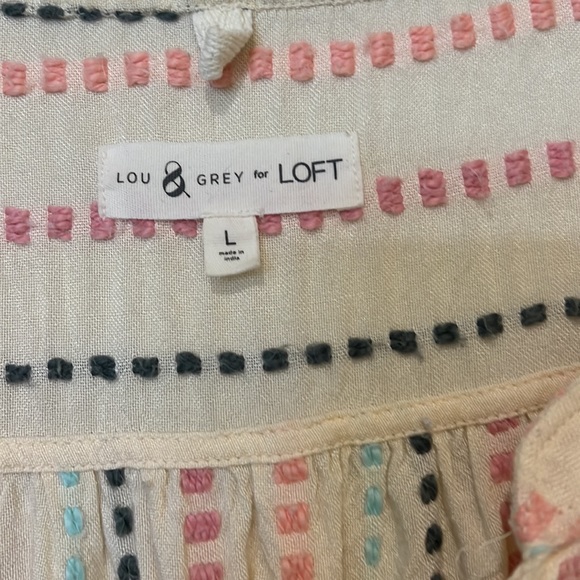 LOU & GREY for LOFT
L
made in
india